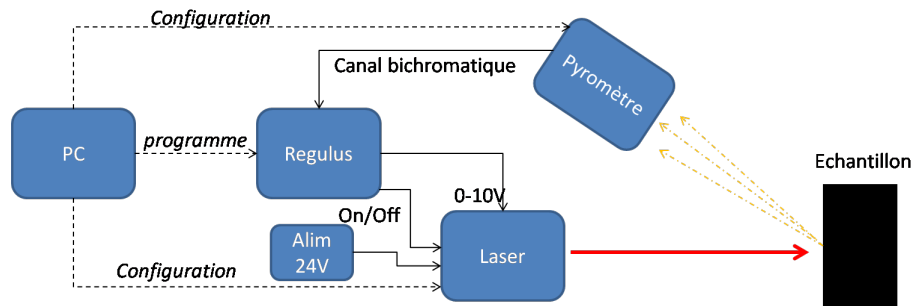 Configuration
Canal bichromatique
Pyromètre
PC
programme
Regulus
Echantillon
0-10V
On/Off
Alim
24V
Laser
Configuration